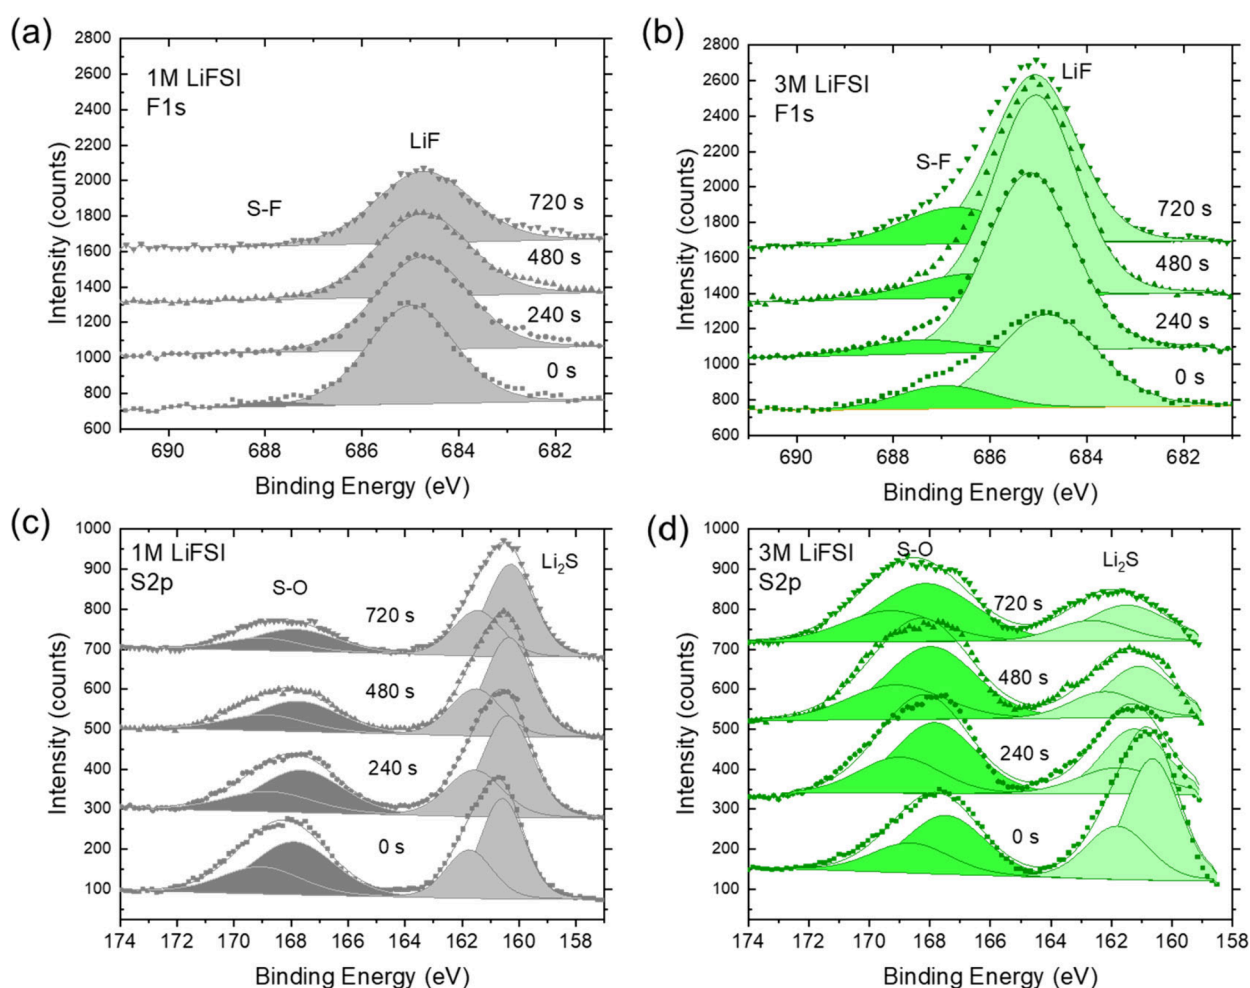 (a)
2800
2600
2400
2200
2000
1800
1600
1400
1200
1000
800
600
Intensity (counts)
1M LiFSI
F1s
LiF
S-F
720 s
480 s
240 s
0 s
690 688 686 684 682
Binding Energy (eV)
(b)
2800
2600
2400
2200
2000
1800
1600
1400
1200
1000
800
600
Intensity (counts)
3M LiFSI
F1s
LiF
S-F
720 s
480 s
240 s
0 s
690 688 686 684 682
Binding Energy (eV)
(c)
1000
900
800
700
600
500
400
300
200
100
Intensity (counts)
1M LiFSI
S2p
S-O
Li₂S
720 s
480 s
240 s
0 s
174 172 170 168 166 164 162 160 158
Binding Energy (eV)
(d)
1000
900
800
700
600
500
400
300
200
100
Intensity (counts)
3M LiFSI
S2p
S-O
Li₂S
720 s
480 s
240 s
0 s
174 172 170 168 166 164 162 160 158
Binding Energy (eV)